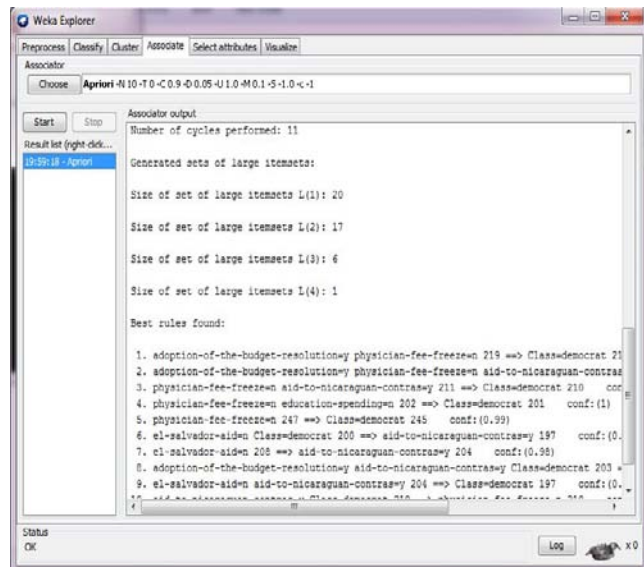 Weka Explorer
Preprocess Classify Cluster Associate Select attributes Visualize
Associator
Choose Apriori -N 10 -T 0 -C 0.9 -D 0.05 -U 1.0 -M 0.1 -S -1.0 -c -1
Start Stop
Result list (right-click...
19:59:18 - Apriori
Associator output
Number of cycles performed: 11
Generated sets of large itemsets:
Size of set of large itemsets L(1): 20
Size of set of large itemsets L(2): 17
Size of set of large itemsets L(3): 6
Size of set of large itemsets L(4): 1
Best rules found:
1. adoption-of-the-budget-resolution=y physician-fee-freeze=n 219 ==> Class=democrat 21
2. adoption-of-the-budget-resolution=y physician-fee-freeze=n aid-to-nicaraguan-contras
3. physician-fee-freeze=n aid-to-nicaraguan-contras=y 211 ==> Class=democrat 210 con
4. physician-fee-freeze=n education-spending=n 202 ==> Class=democrat 201 conf:(1)
5. physician-fee-freeze=n 247 ==> Class=democrat 245 conf:(0.99)
6. el-salvador-aid=n Class=democrat 200 ==> aid-to-nicaraguan-contras=y 197 conf:(0.
7. el-salvador-aid=n 208 ==> aid-to-nicaraguan-contras=y 204 conf:(0.98)
8. adoption-of-the-budget-resolution=y aid-to-nicaraguan-contras=y Class=democrat 203 =
9. el-salvador-aid=n aid-to-nicaraguan-contras=y 204 ==> Class=democrat 197 conf:(0.
Status
OK
Log x 0